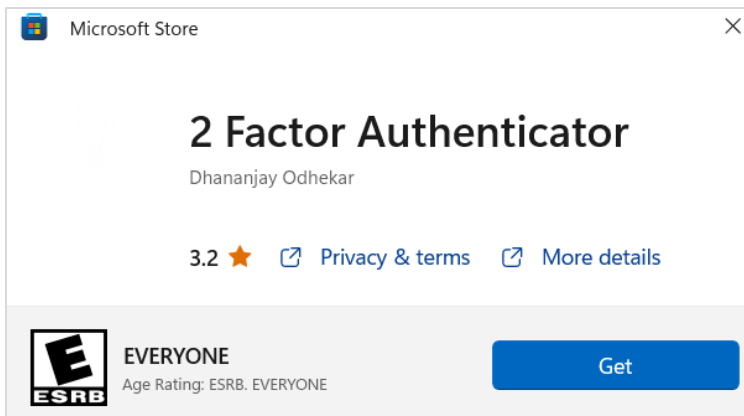 Microsoft Store
2 Factor Authenticator
Dhananjay Odhekar
3.2 Privacy & terms More details
E
ESRB
EVERYONE
Age Rating: ESRB. EVERYONE
Get